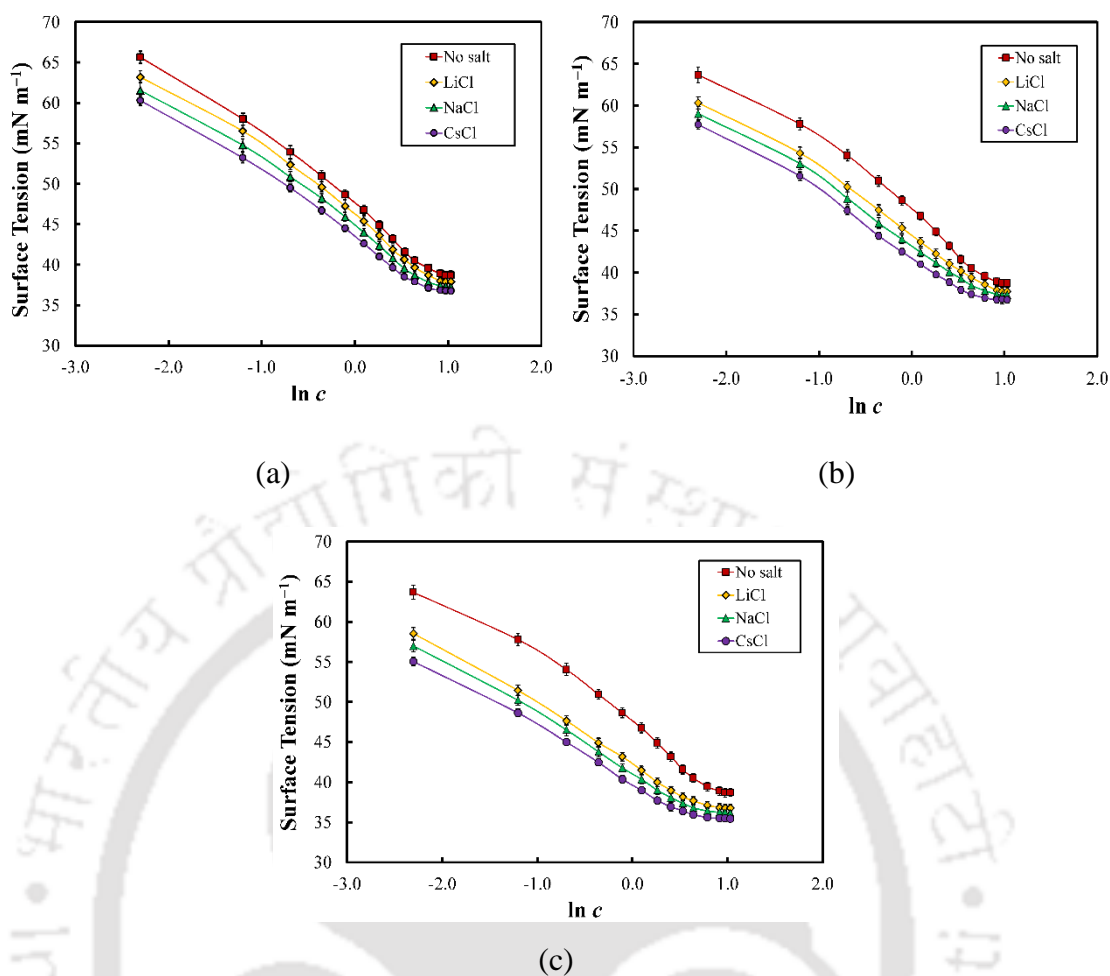 70
65
60
55
50
45
40
35
30
-3.0 -2.0 -1.0 0.0 1.0 2.0
Surface Tension (mN m⁻¹)
ln c
No salt
LiCl
NaCl
CsCl
(a)
70
65
60
55
50
45
40
35
30
-3.0 -2.0 -1.0 0.0 1.0 2.0
Surface Tension (mN m⁻¹)
ln c
No salt
LiCl
NaCl
CsCl
(b)
70
65
60
55
50
45
40
35
30
-3.0 -2.0 -1.0 0.0 1.0 2.0
Surface Tension (mN m⁻¹)
ln c
No salt
LiCl
NaCl
CsCl
(c)